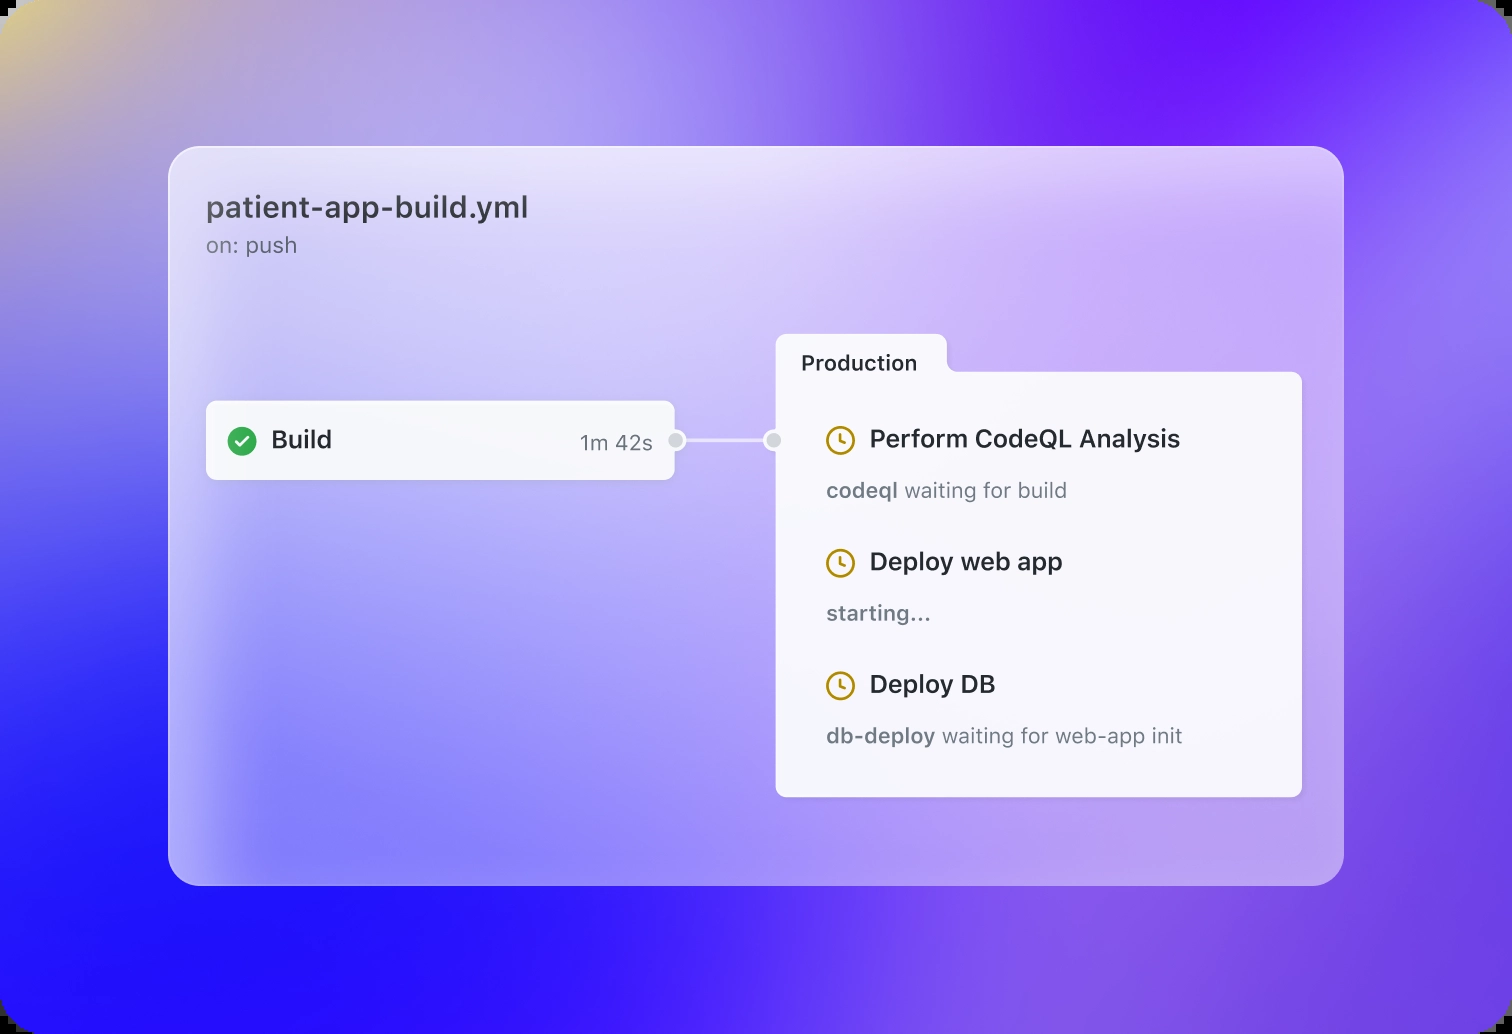 patient-app-build.yml
on: push
Build
1m 42s
Production
Perform CodeQL Analysis
codeql waiting for build
Deploy web app
starting...
Deploy DB
db-deploy waiting for web-app init